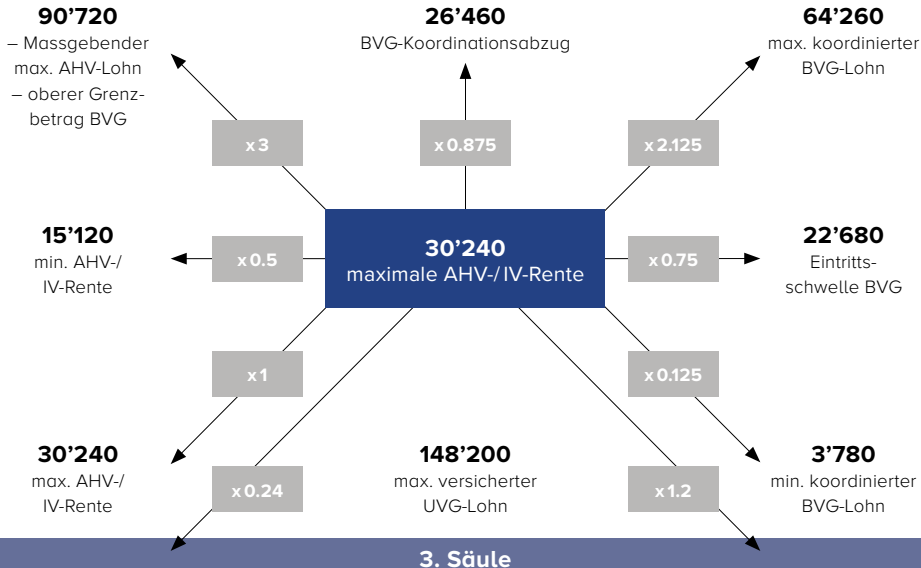 90’720
– Massgebender
max. AHV-Lohn
– oberer Grenz-
betrag BVG
26’460
BVG-Koordinationsabzug
64’260
max. koordinierter
BVG-Lohn
x 3
x 0.875
x 2.125
15’120
min. AHV-/
IV-Rente
x 0.5
30’240
maximale AHV-/ IV-Rente
x 0.75
22’680
Eintritts-
schwelle BVG
x 1
x 0.125
30’240
max. AHV-/
IV-Rente
x 0.24
148’200
max. versicherter
UVG-Lohn
x 1.2
3’780
min. koordinierter
BVG-Lohn
3. Säule